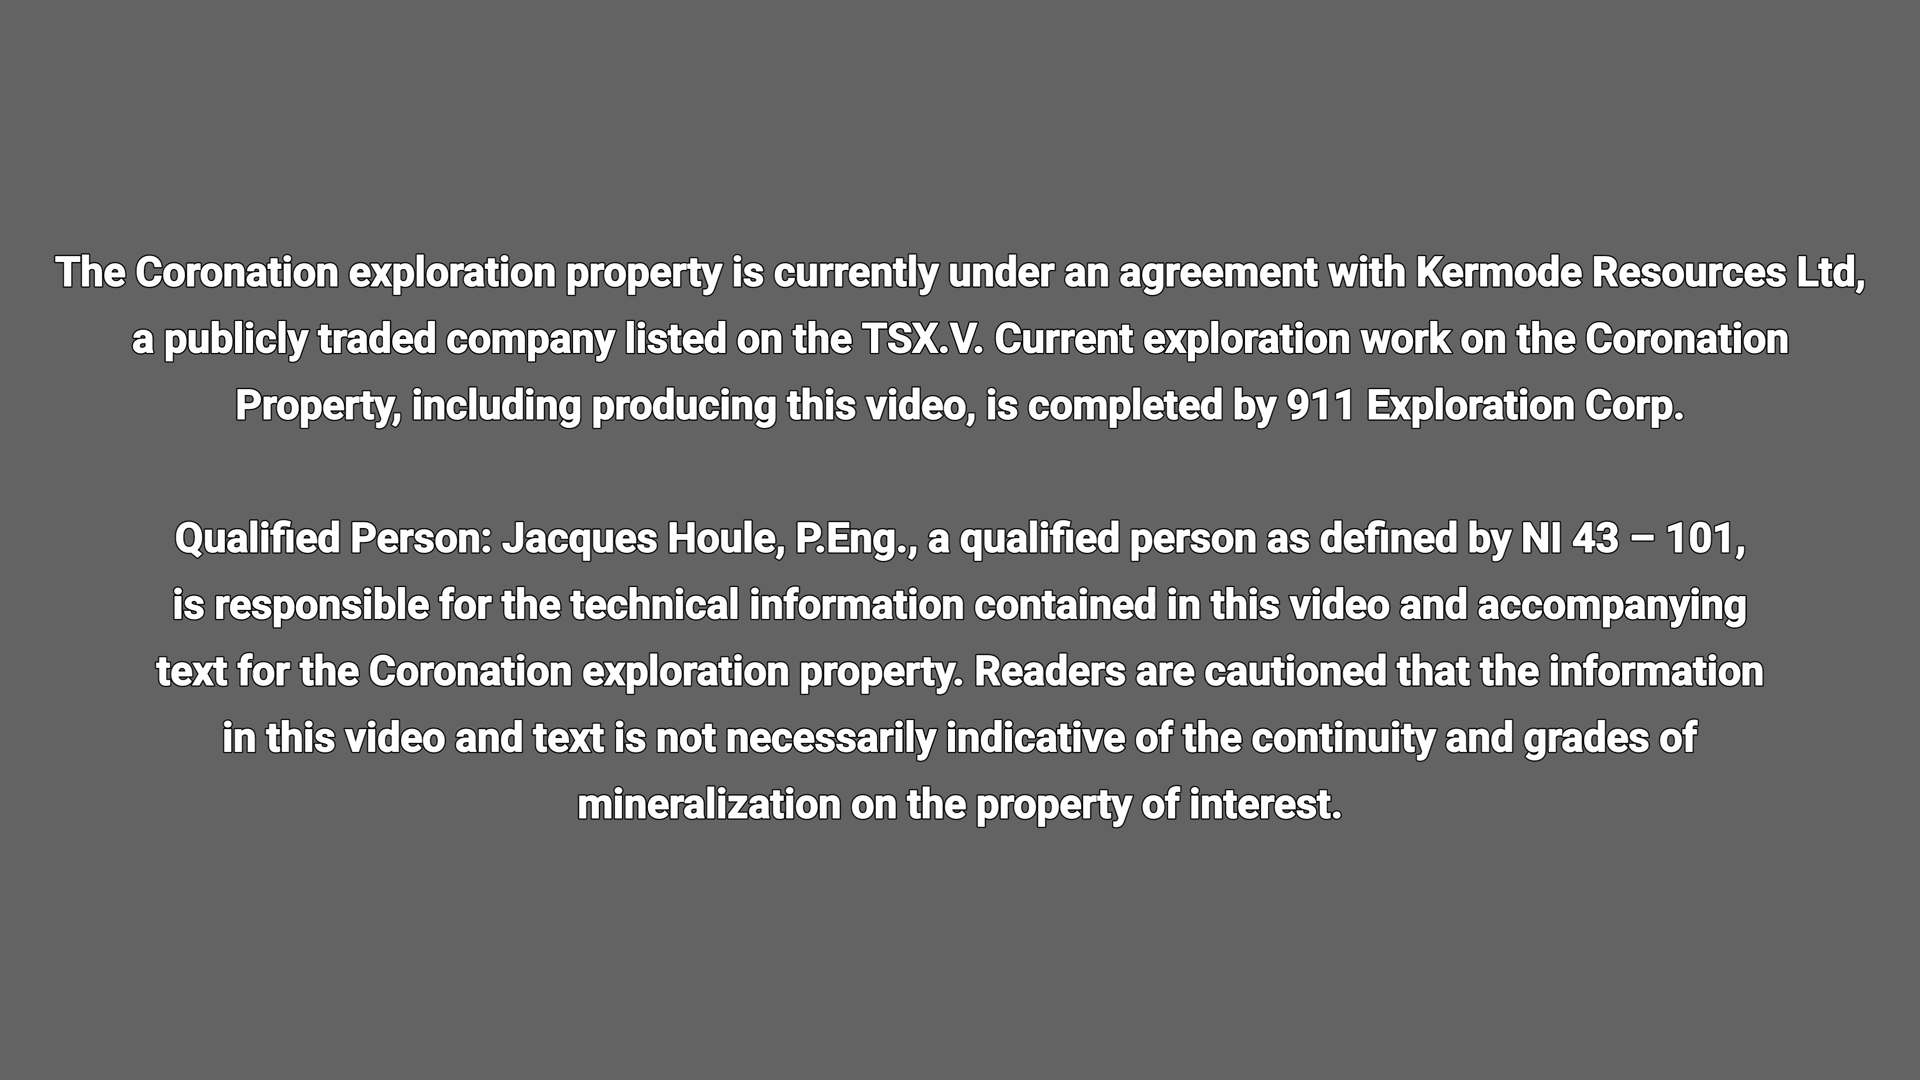 The Coronation exploration property is currently under an agreement with Kermode Resources Ltd,
a publicly traded company listed on the TSX.V. Current exploration work on the Coronation
Property, including producing this video, is completed by 911 Exploration Corp.
Qualified Person: Jacques Houle, P.Eng., a qualified person as defined by NI 43 – 101,
is responsible for the technical information contained in this video and accompanying
text for the Coronation exploration property. Readers are cautioned that the information
in this video and text is not necessarily indicative of the continuity and grades of
mineralization on the property of interest.